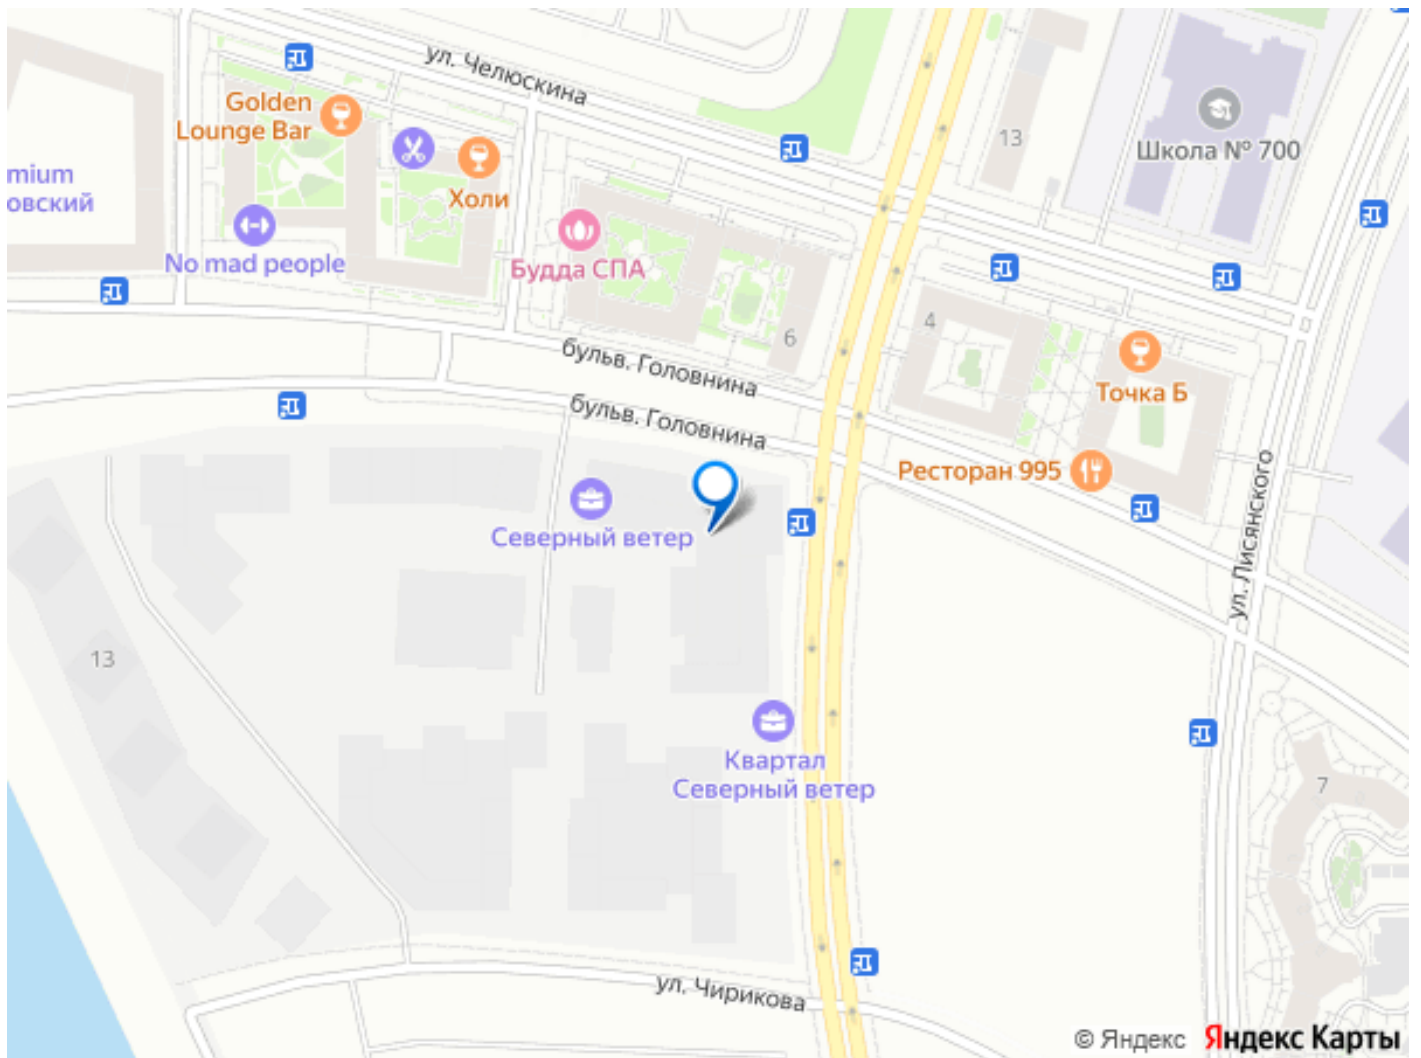 ул. Челюскина
Golden
Lounge Bar
Холи
13
Школа № 700
mium
овский
No mad people
Будда СПА
6
4
Точка Б
бульв. Головнина
бульв. Головнина
Ресторан 995
Северный ветер
ул. Лисянского
13
Квартал
Северный ветер
7
ул. Чирикова
© Яндекс Яндекс Карты